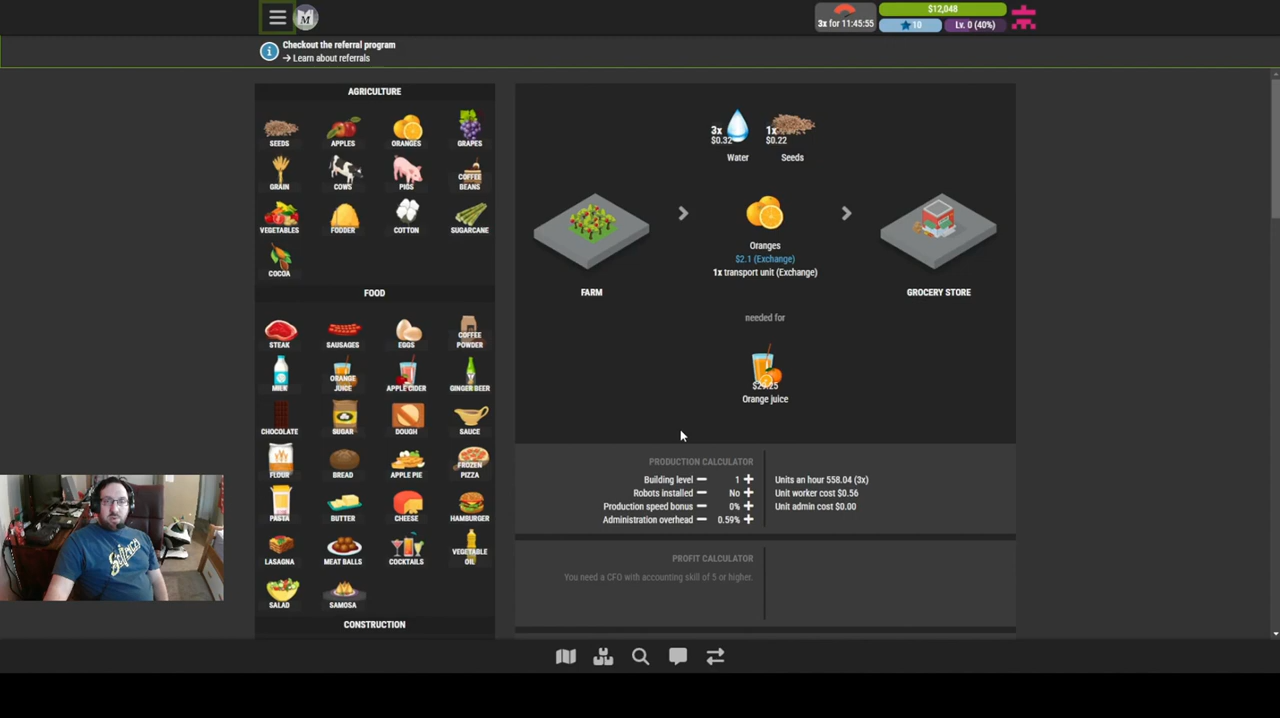 3x for 11:45:55
$12,048
10
Lv. 0 (40%)
Checkout the referral program
→ Learn about referrals
AGRICULTURE
SEEDS APPLES ORANGES GRAPES
GRAIN COWS PIGS COFFEE BEANS
VEGETABLES FODDER COTTON SUGARCANE
COCOA
FOOD
STEAK SAUSAGES EGGS COFFEE POWDER
MILK ORANGE JUICE APPLE CIDER GINGER BEER
CHOCOLATE SUGAR DOUGH SAUCE
FLOUR BREAD APPLE PIE FROZEN PIZZA
PASTA BUTTER CHEESE HAMBURGER
LASAGNA MEAT BALLS COCKTAILS VEGETABLE OIL
SALAD SAMOSA
CONSTRUCTION
3x 1x
$0.32 $0.22
Water Seeds
Oranges
$2.1 (Exchange)
1x transport unit (Exchange)
FARM GROCERY STORE
needed for
Orange juice
PRODUCTION CALCULATOR
Building level 1
Robots installed No
Production speed bonus 0%
Administration overhead 0.59%
Units an hour 558.04 (3x)
Unit worker cost $0.56
Unit admin cost $0.00
PROFIT CALCULATOR
You need a CFO with accounting skill of 5 or higher.